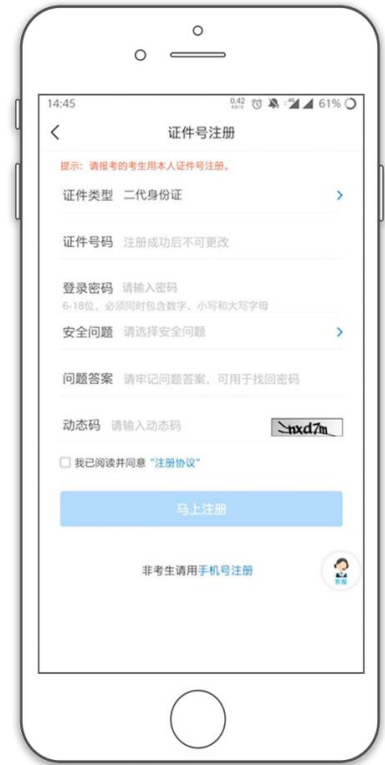 14:45 0.42 KB/S 4G 61%
证件号注册
提示：请报考的考生用本人证件号注册。
证件类型 二代身份证
证件号码 注册成功后不可更改
登录密码 请输入密码
6-18位，必须同时包含数字、小写和大写字母
安全问题 请选择安全问题
问题答案 请牢记问题答案，可用于找回密码
动态码 请输入动态码 nxd7m
我已阅读并同意 "注册协议"
马上注册
非考生请用手机号注册
客服